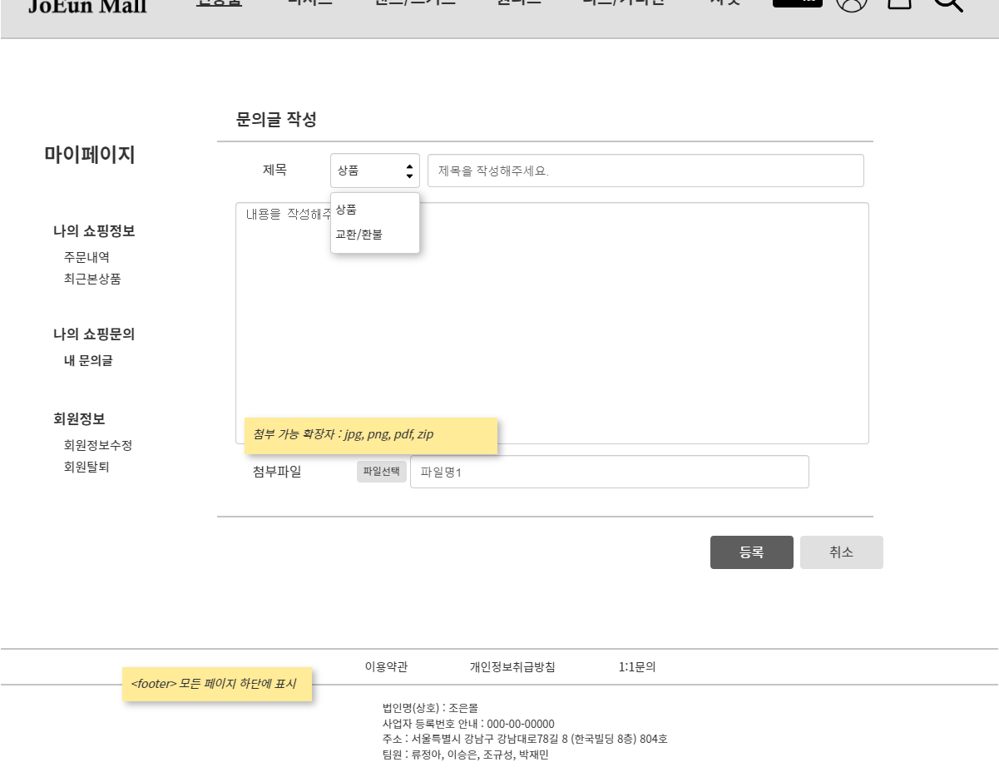 JoEun Mall
문의글 작성
마이페이지
제목
상품
제목을 작성해주세요.
상품
교환/환불
내용을 작성해주
나의 쇼핑정보
주문내역
최근본상품
나의 쇼핑문의
내 문의글
회원정보
회원정보수정
회원탈퇴
첨부 가능 확장자 : jpg, png, pdf, zip
첨부파일
파일선택
파일명1
등록
취소
이용약관
개인정보취급방침
1:1문의
<footer> 모든 페이지 하단에 표시
법인명(상호) : 조은몰
사업자 등록번호 안내 : 000-00-00000
주소 : 서울특별시 강남구 강남대로78길 8 (한국빌딩 8층) 804호
팀원 : 류정아, 이승은, 조규성, 박재민